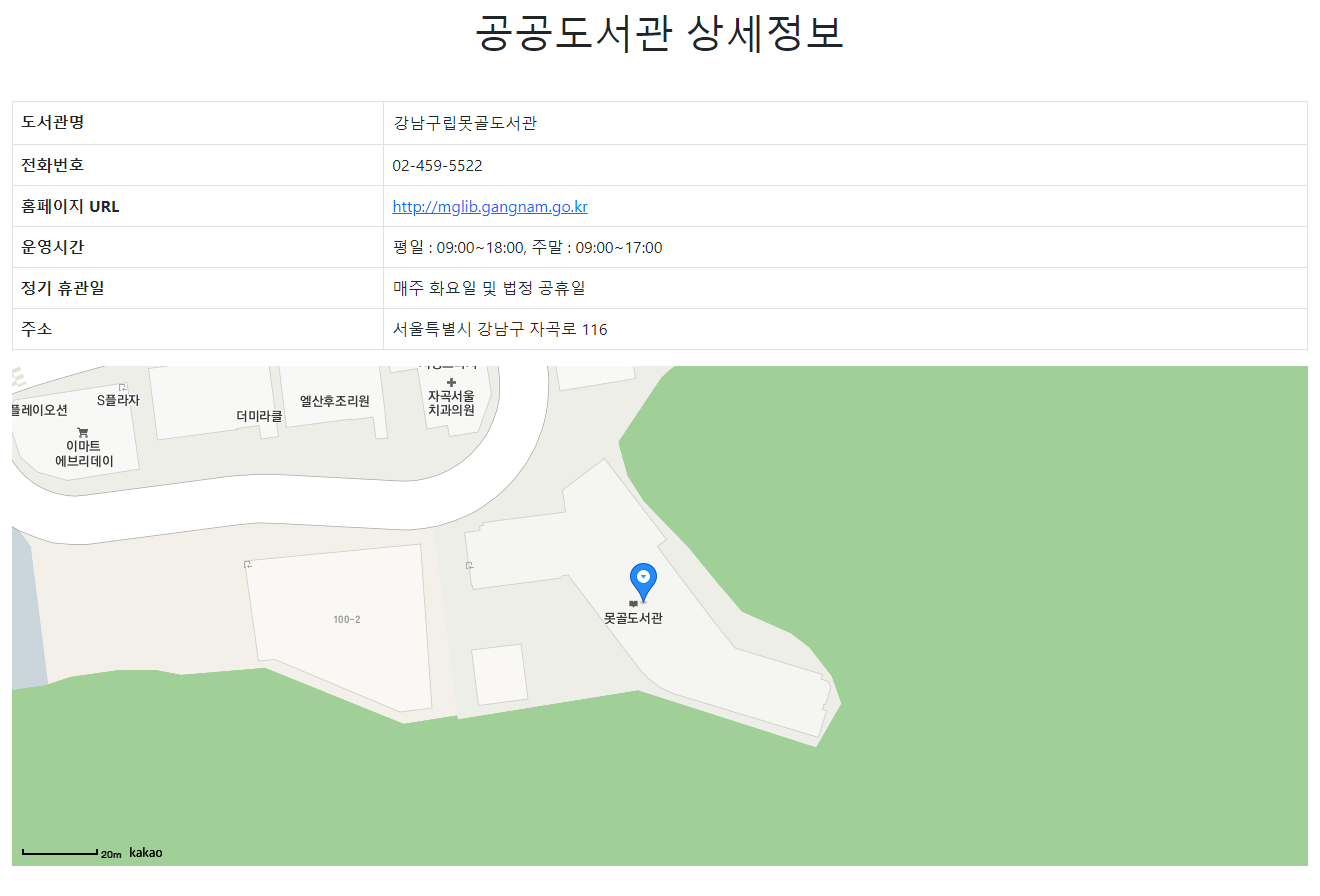 공공도서관 상세정보
도서관명 강남구립못골도서관
전화번호 02-459-5522
홈페이지 URL http://mglib.gangnam.go.kr
운영시간 평일 : 09:00~18:00, 주말 : 09:00~17:00
정기 휴관일 매주 화요일 및 법정 공휴일
주소 서울특별시 강남구 자곡로 116
플레이오션
S플라자
이마트
에브리데이
더미라클
엘산후조리원
자곡서울
치과의원
100-2
못골도서관
20m kakao